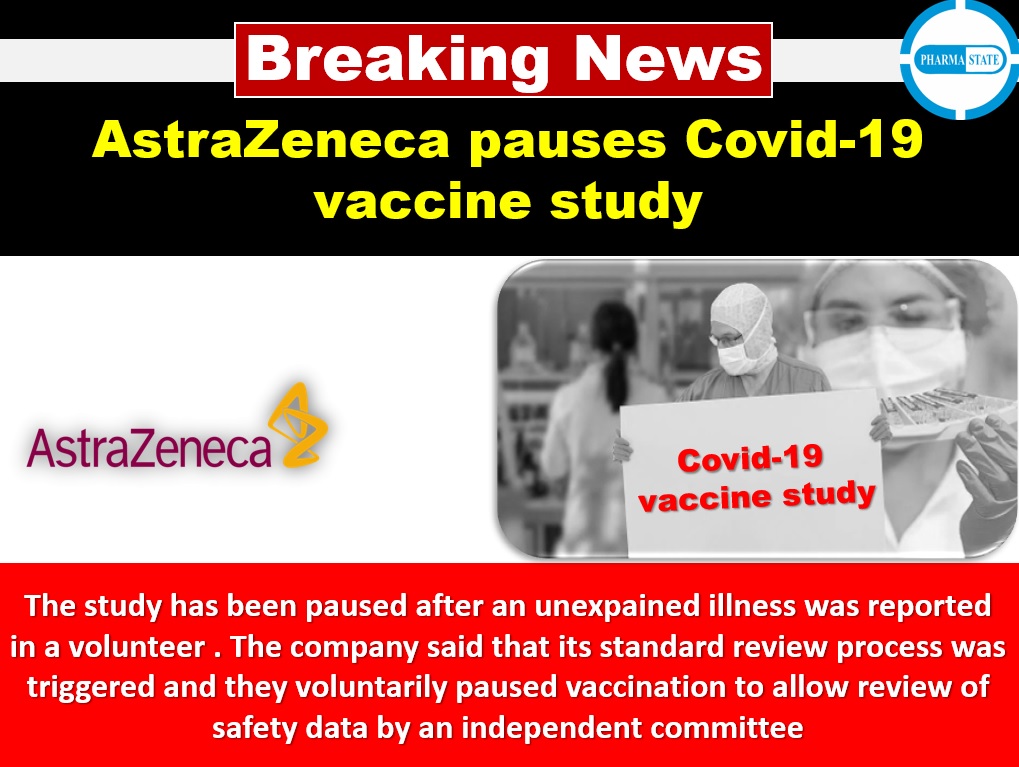 Breaking News
PHARMA STATE
AstraZeneca pauses Covid-19
vaccine study
AstraZeneca
Covid-19
vaccine study
The study has been paused after an unexpained illness was reported
in a volunteer . The company said that its standard review process was
triggered and they voluntarily paused vaccination to allow review of
safety data by an independent committee